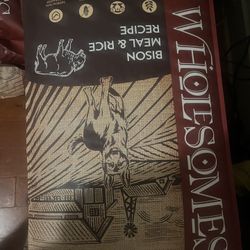 WHOLESOMES
BISON
MEAL & RICE
RECIPE